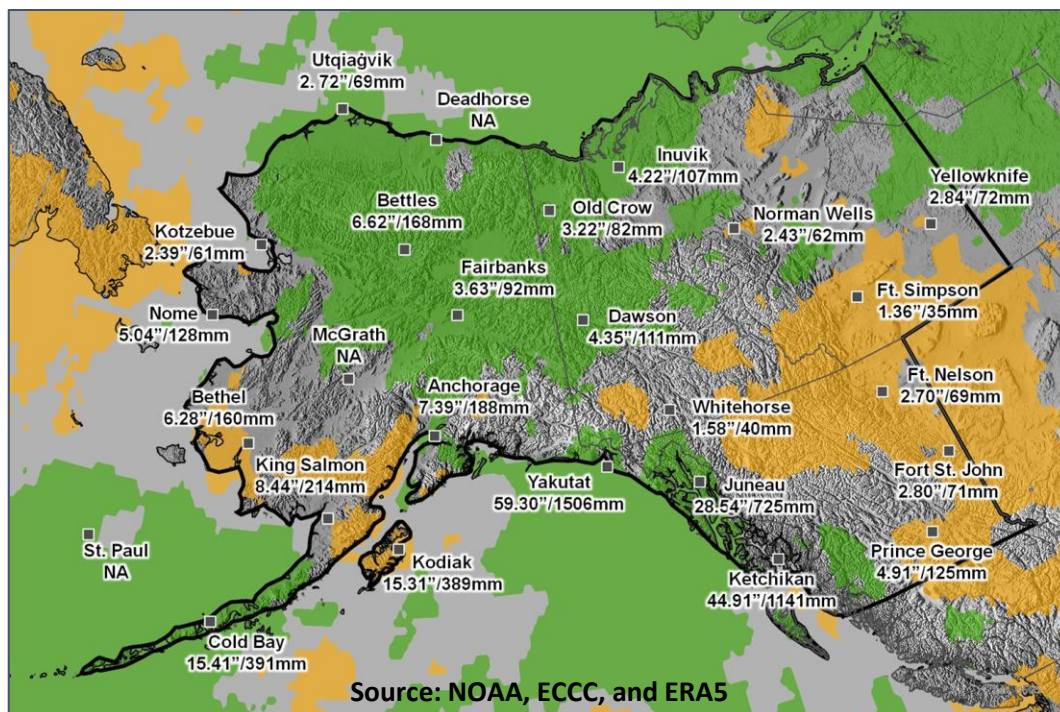 Utqiaġvik
2. 72”/69mm
Deadhorse
NA
Inuvik
4.22”/107mm
Yellowknife
2.84”/72mm
Bettles
6.62”/168mm
Old Crow
3.22”/82mm
Norman Wells
2.43”/62mm
Kotzebue
2.39”/61mm
Fairbanks
3.63”/92mm
Ft. Simpson
1.36”/35mm
Nome
5.04”/128mm
Dawson
4.35”/111mm
McGrath
NA
Ft. Nelson
2.70”/69mm
Anchorage
7.39”/188mm
Bethel
6.28”/160mm
Whitehorse
1.58”/40mm
King Salmon
8.44”/214mm
Fort St. John
2.80”/71mm
Yakutat
59.30”/1506mm
Juneau
28.54”/725mm
St. Paul
NA
Kodiak
15.31”/389mm
Prince George
4.91”/125mm
Ketchikan
44.91”/1141mm
Cold Bay
15.41”/391mm
Source: NOAA, ECCC, and ERA5